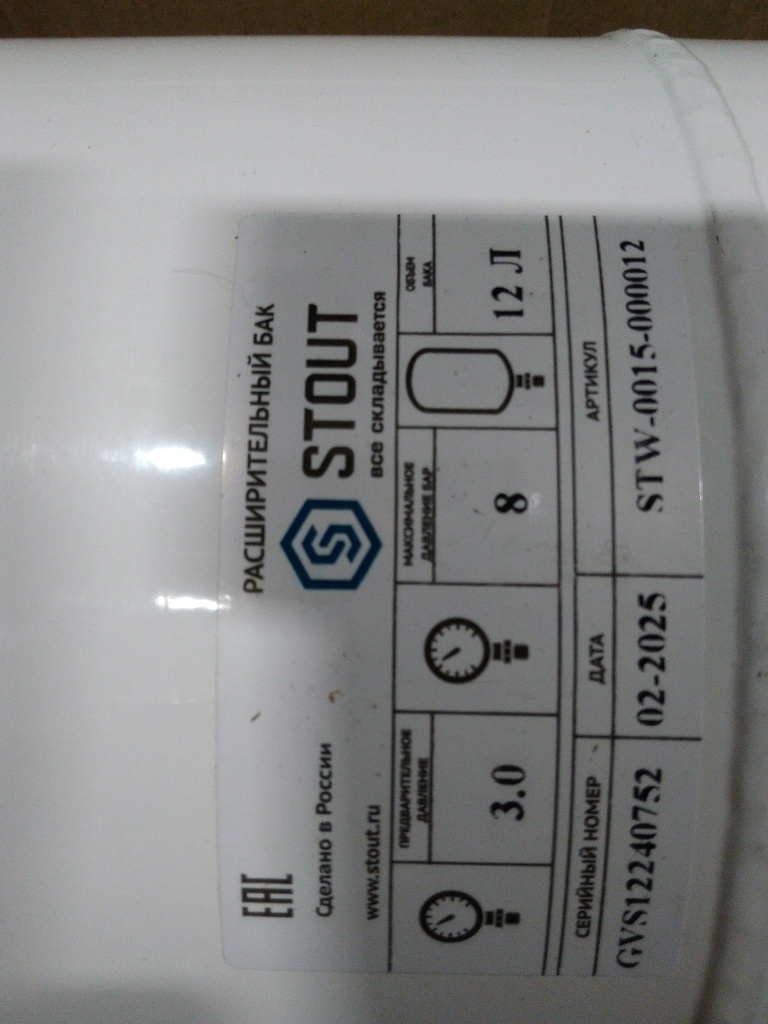 EAC
РАСШИРИТЕЛЬНЫЙ БАК
Сделано в России
STOUT
www.stout.ru
все складывается
ПРЕДВАРИТЕЛЬНОЕ
ДАВЛЕНИЕ
3.0
МАКСИМАЛЬНОЕ
ДАВЛЕНИЕ БАР
8
ОБЪЕМ
БАКА
12 Л
СЕРИЙНЫЙ НОМЕР
ДАТА
АРТИКУЛ
GVS12240752
02-2025
STW-0015-000012